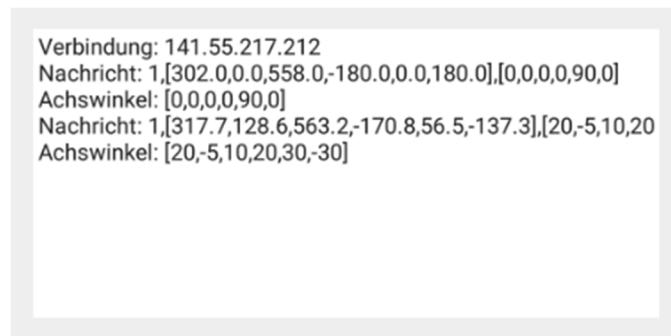 Verbindung: 141.55.217.212
Nachricht: 1,[302.0,0.0,558.0,-180.0,0.0,180.0],[0,0,0,0,90,0]
Achswinkel: [0,0,0,0,90,0]
Nachricht: 1,[317.7,128.6,563.2,-170.8,56.5,-137.3],[20,-5,10,20
Achswinkel: [20,-5,10,20,30,-30]